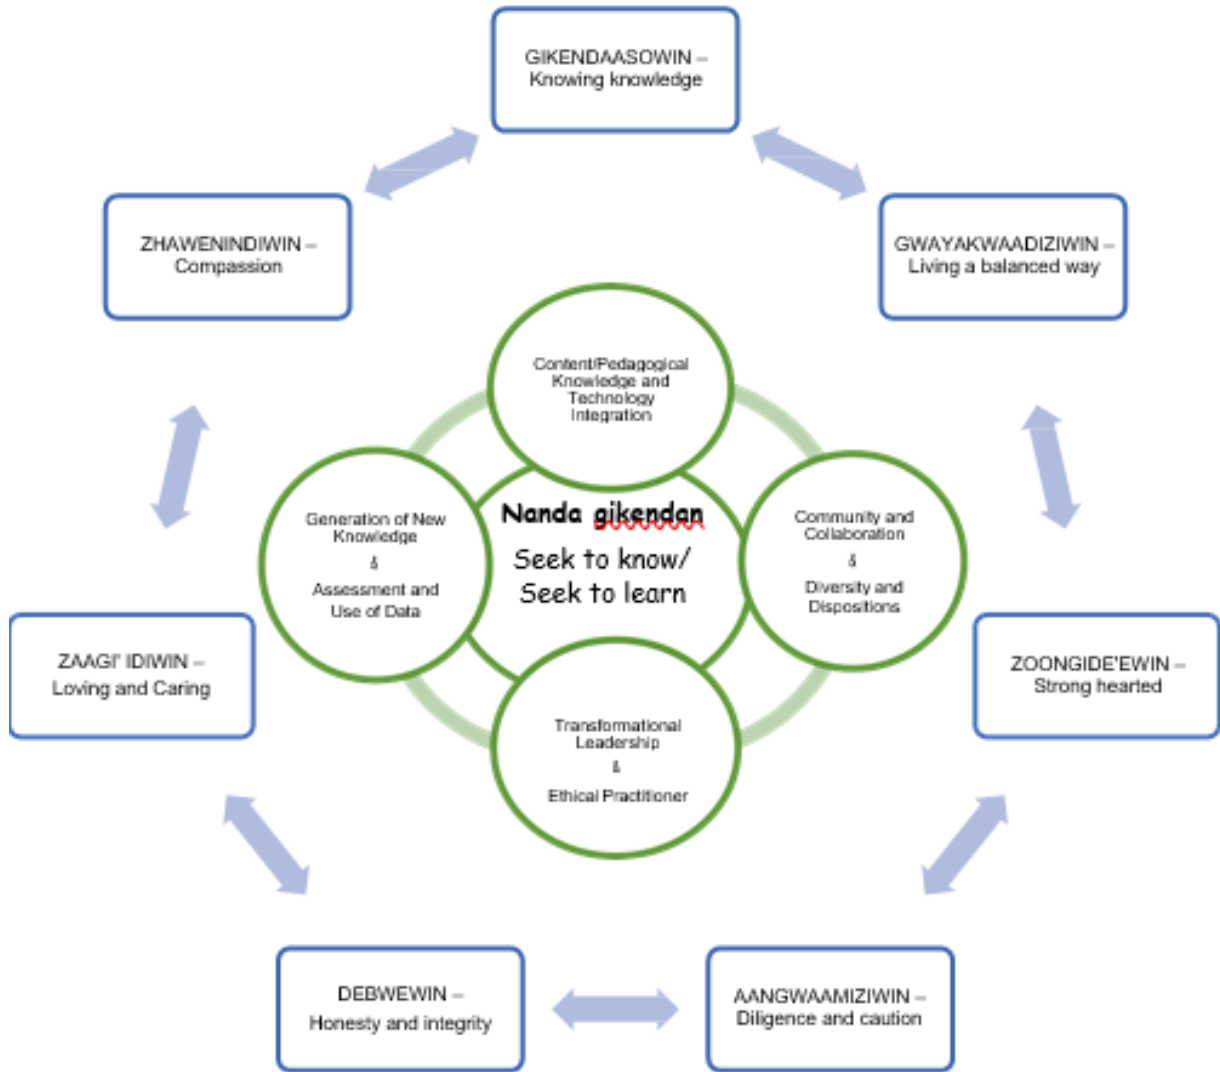 GIKENDAASOWIN –
Knowing knowledge
ZHAWENINDIWIN –
Compassion
GWAYAKWAADIZIWIN –
Living a balanced way
Content/Pedagogical
Knowledge and
Technology
Integration
Generation of New
Knowledge
&
Assessment and
Use of Data
Nanda gikendan
Seek to know/
Seek to learn
Community and
Collaboration
&
Diversity and
Dispositions
ZAAGI' IDIWIN –
Loving and Caring
ZOONGIDE'EWIN –
Strong hearted
Transformational
Leadership
&
Ethical Practitioner
DEBWEWIN –
Honesty and integrity
AANGWAAMIZIWIN –
Diligence and caution